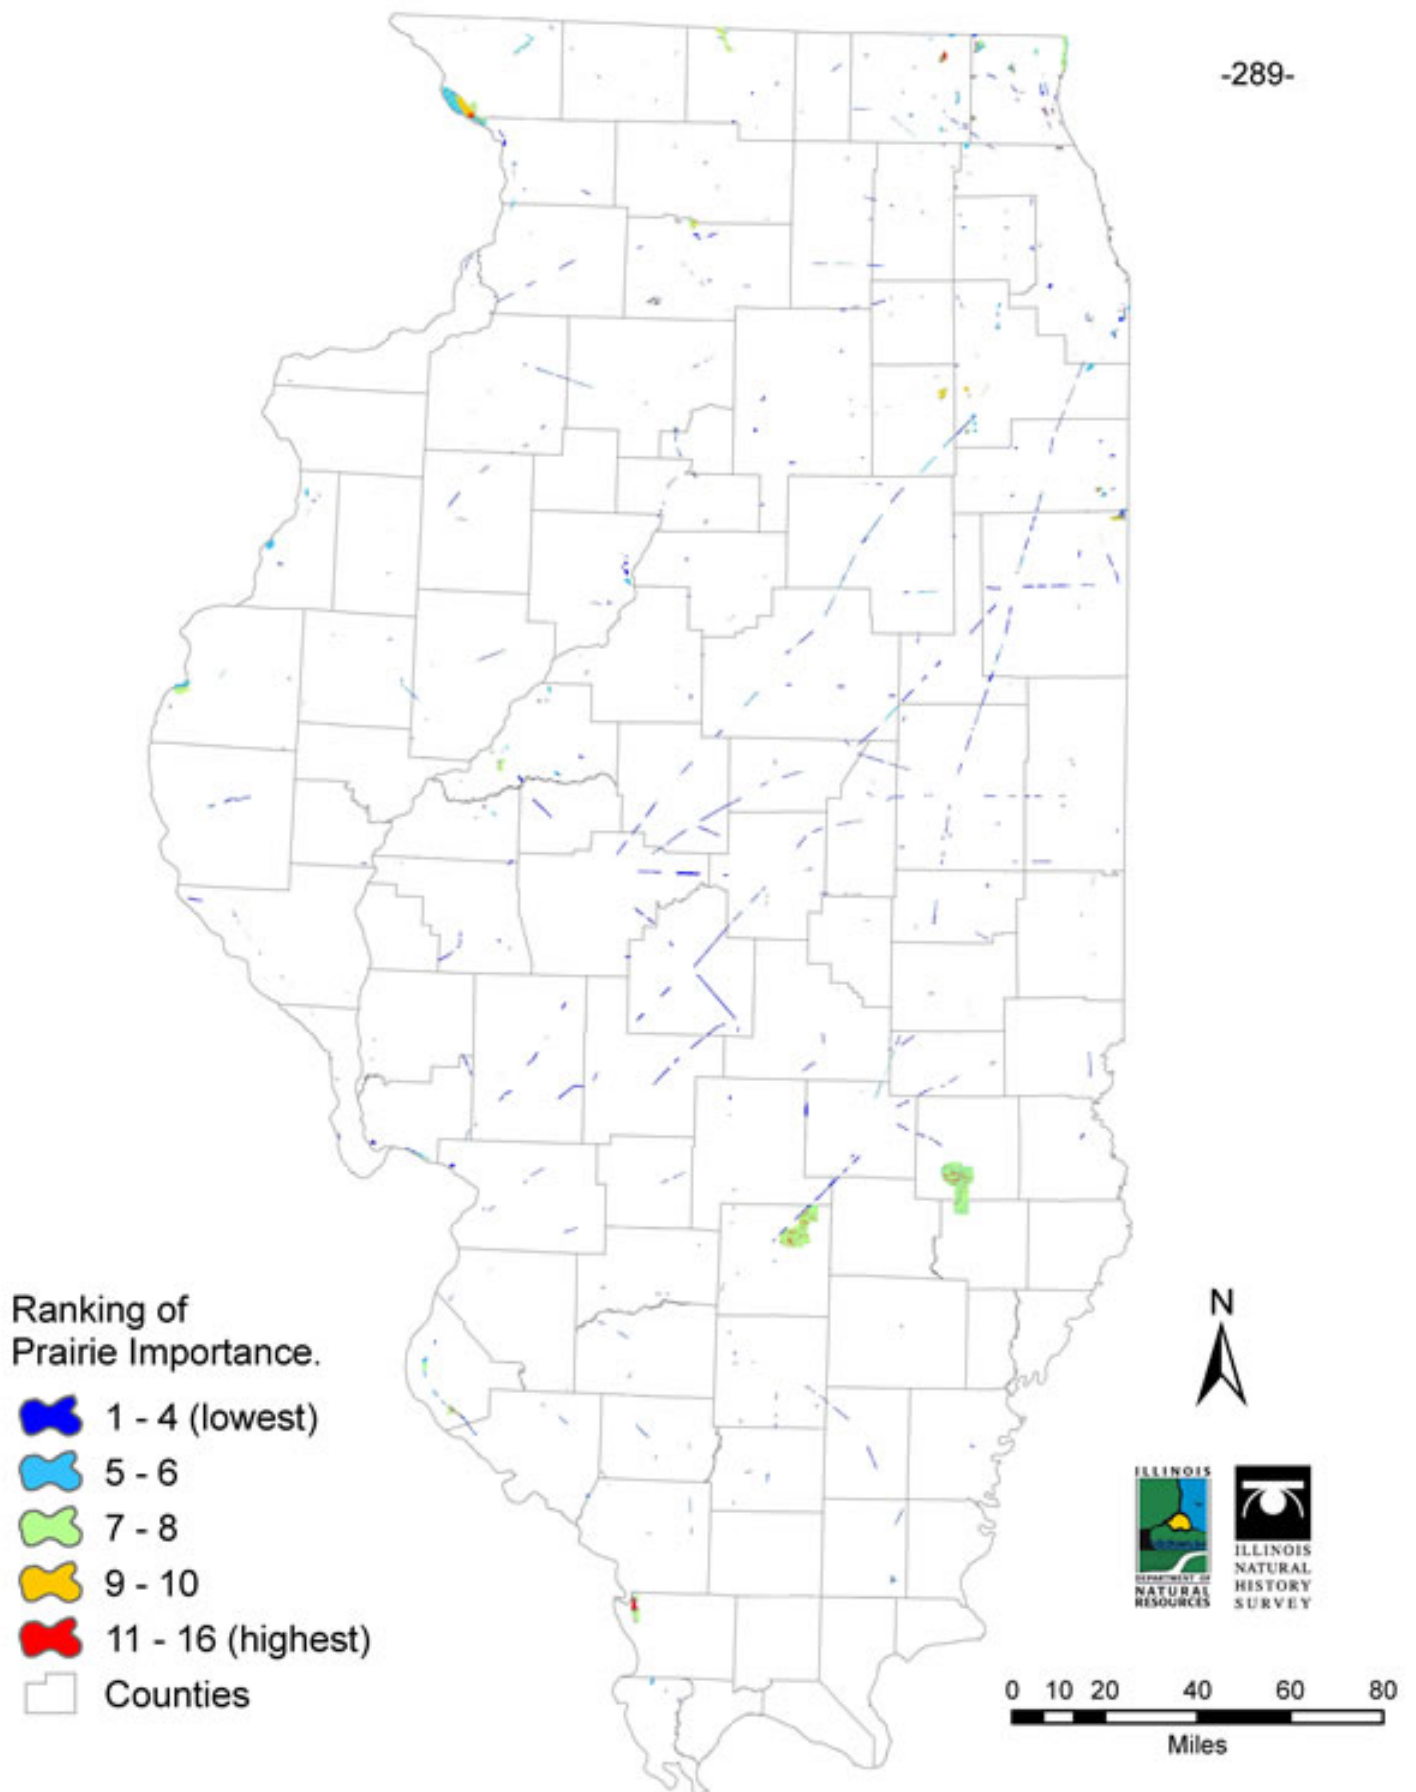 -289-
Ranking of
Prairie Importance.
1 - 4 (lowest)
5 - 6
7 - 8
9 - 10
11 - 16 (highest)
Counties
N
ILLINOIS
DEPARTMENT OF
NATURAL
RESOURCES
ILLINOIS
NATURAL
HISTORY
SURVEY
0 10 20 40 60 80
Miles